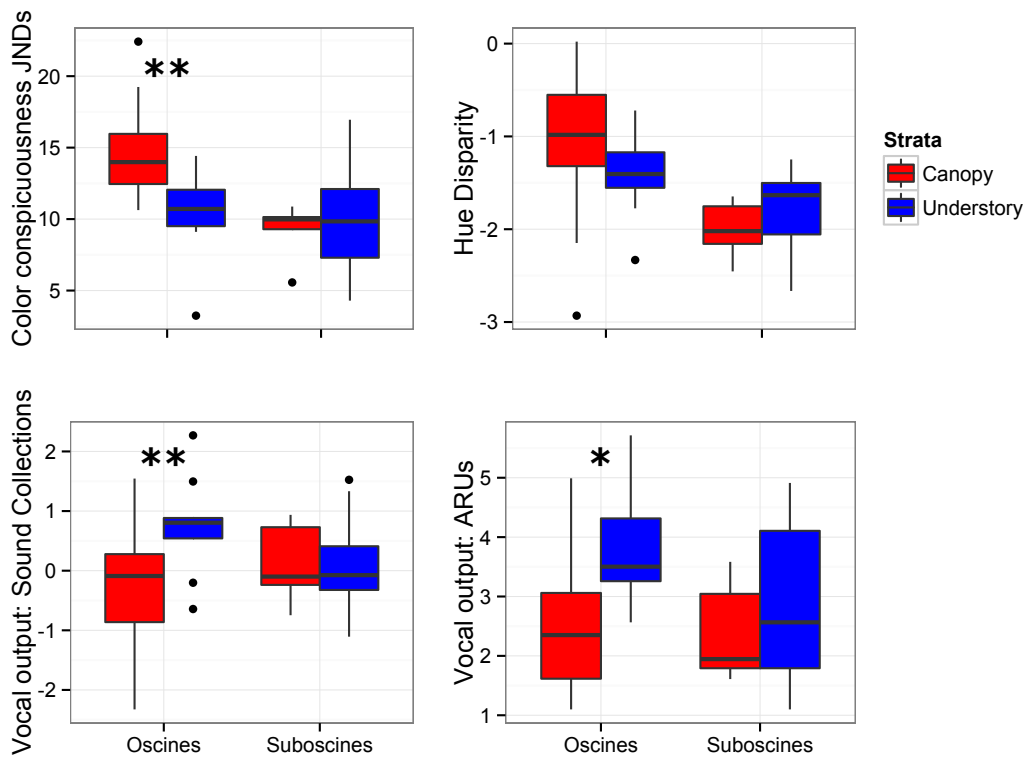 Color conspicuousness JNDs
20
15
10
5
**
Hue Disparity
0
-1
-2
-3
Strata
Canopy
Understory
Vocal output: Sound Collections
2
1
0
-1
-2
**
Oscines
Suboscines
Vocal output: ARUs
5
4
3
2
1
*
Oscines
Suboscines